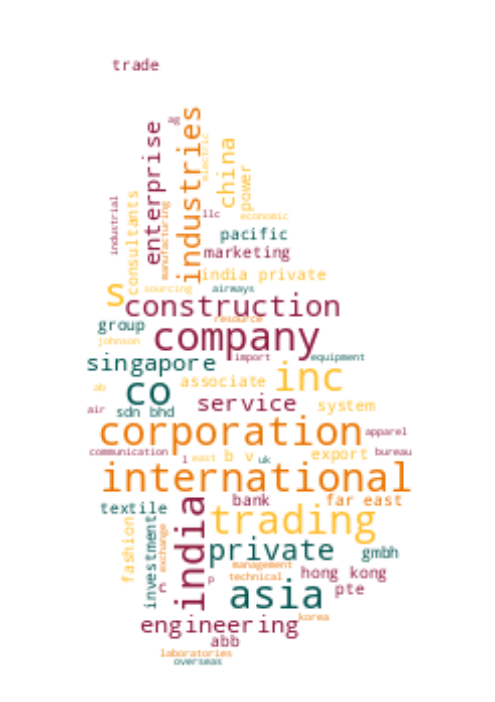 trade
ag
industries
enterprise
electric
china
power
consultants
industrial
manufacturing
llc
economic
pacific
marketing
india private
sourcing
airways
s
construction
resource
group
johnson
company
import
equipment
singapore
associate
inc
ab
co
air
sdn bhd
service
system
corporation
apparel
communication
l
east
b v
uk
export
bureau
international
textile
india
bank
far east
trading
fashion
investment
exchange
private
gmbh
management
technical
hong kong
r
p
asia
pte
korea
engineering
abb
laboratories
overseas